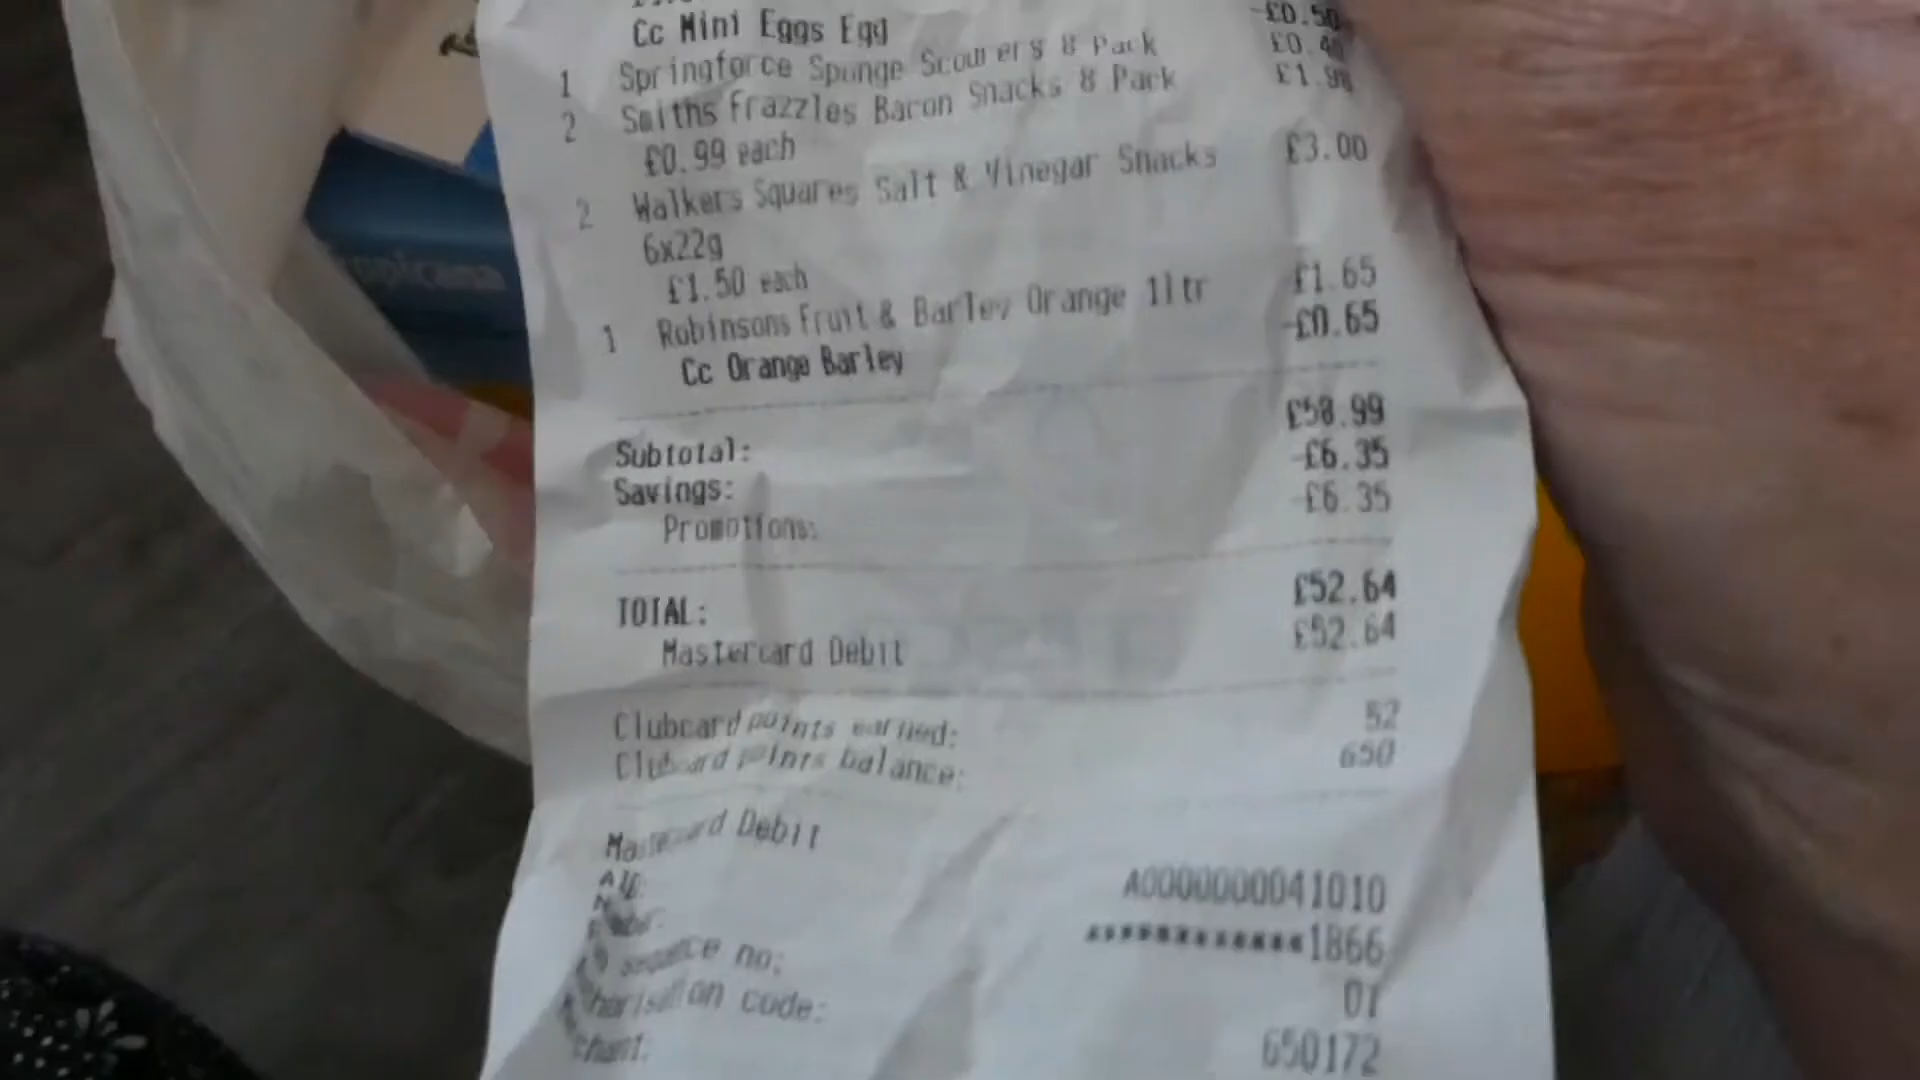 Cc Mini Eggs Egg -£0.50
1 Springforce Sponge Scourers 8 Pack £0.40
2 Smiths Frazzles Bacon Snacks 8 Pack £1.98
£0.99 each
2 Walkers Squares Salt & Vinegar Snacks £3.00
6x22g
£1.50 each
1 Robinsons Fruit & Barley Orange 1ltr £1.65
Cc Orange Barley -£0.65
Subtotal: £58.99
Savings: -£6.35
Promotions: -£6.35
TOTAL: £52.64
Mastercard Debit £52.64
Clubcard points earned: 52
Clubcard points balance: 650
Mastercard Debit
AID: A0000000041010
************1866
sequence no: 01
code: 650172